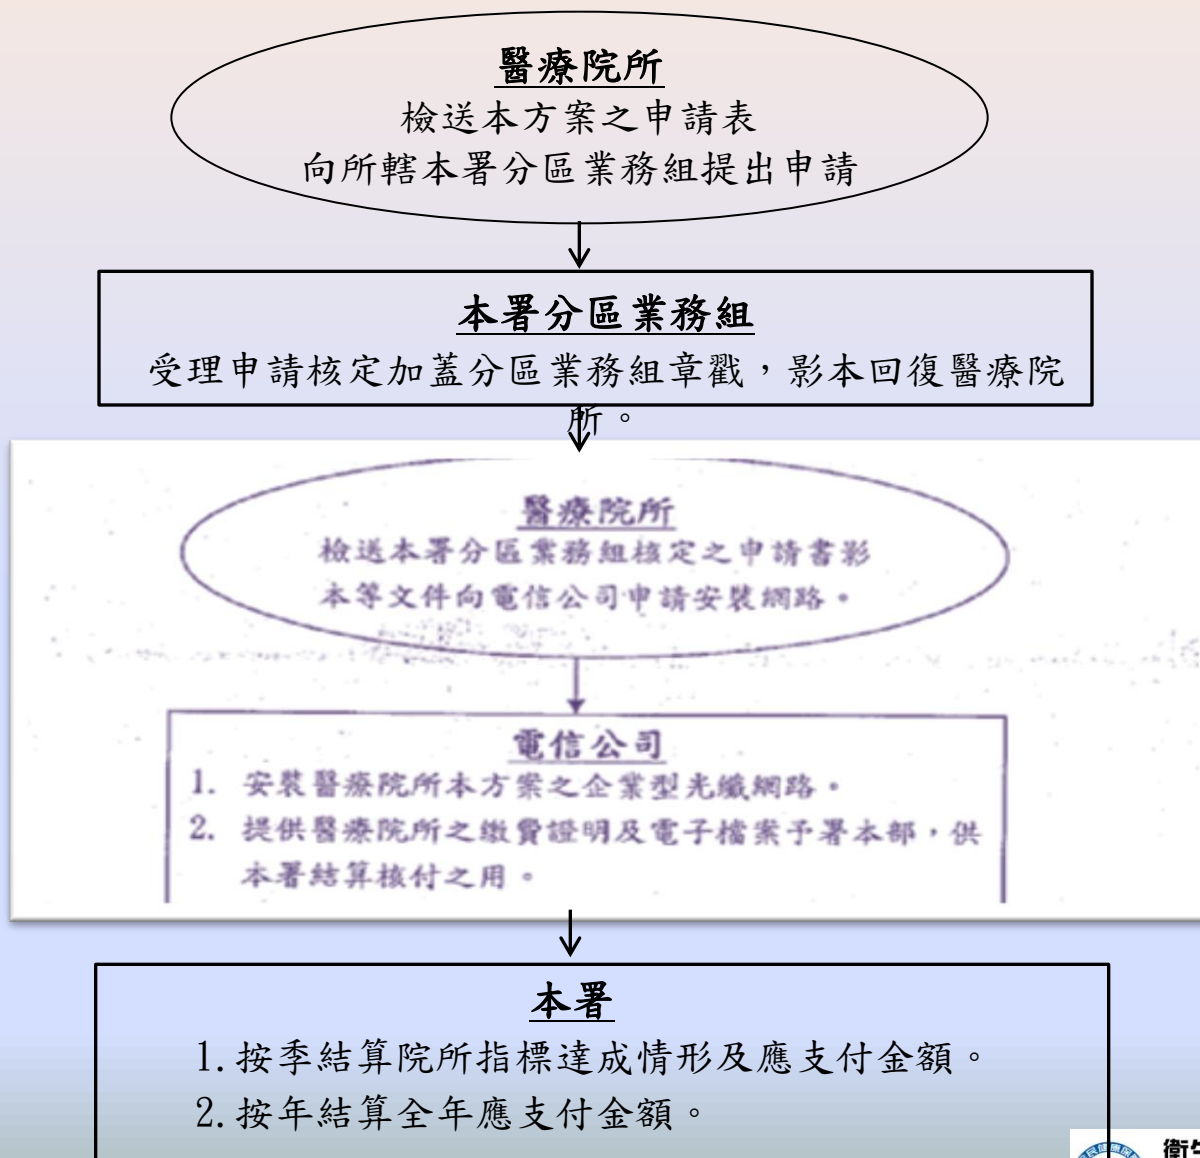 醫療院所
檢送本方案之申請表
向所轄本署分區業務組提出申請
本署分區業務組
受理申請核定加蓋分區業務組章戳，影本回復醫療院
所。
醫療院所
檢送本署分區業務組核定之申請書影
本等文件向電信公司申請安裝網路。
電信公司
1. 安裝醫療院所本方案之企業型光纖網路。
2. 提供醫療院所之繳費證明及電子檔案予署本部，供
本署結算核付之用。
本署
1.按季結算院所指標達成情形及應支付金額。
2.按年結算全年應支付金額。